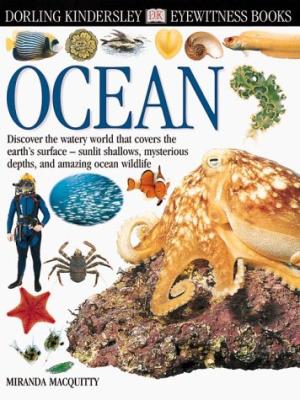 DORLING KINDERSLEY DK EYEWITNESS BOOKS
OCEAN
Discover the watery world that covers the
earth's surface – sunlit shallows, mysterious
depths, and amazing ocean wildlife
MIRANDA MACQUITTY